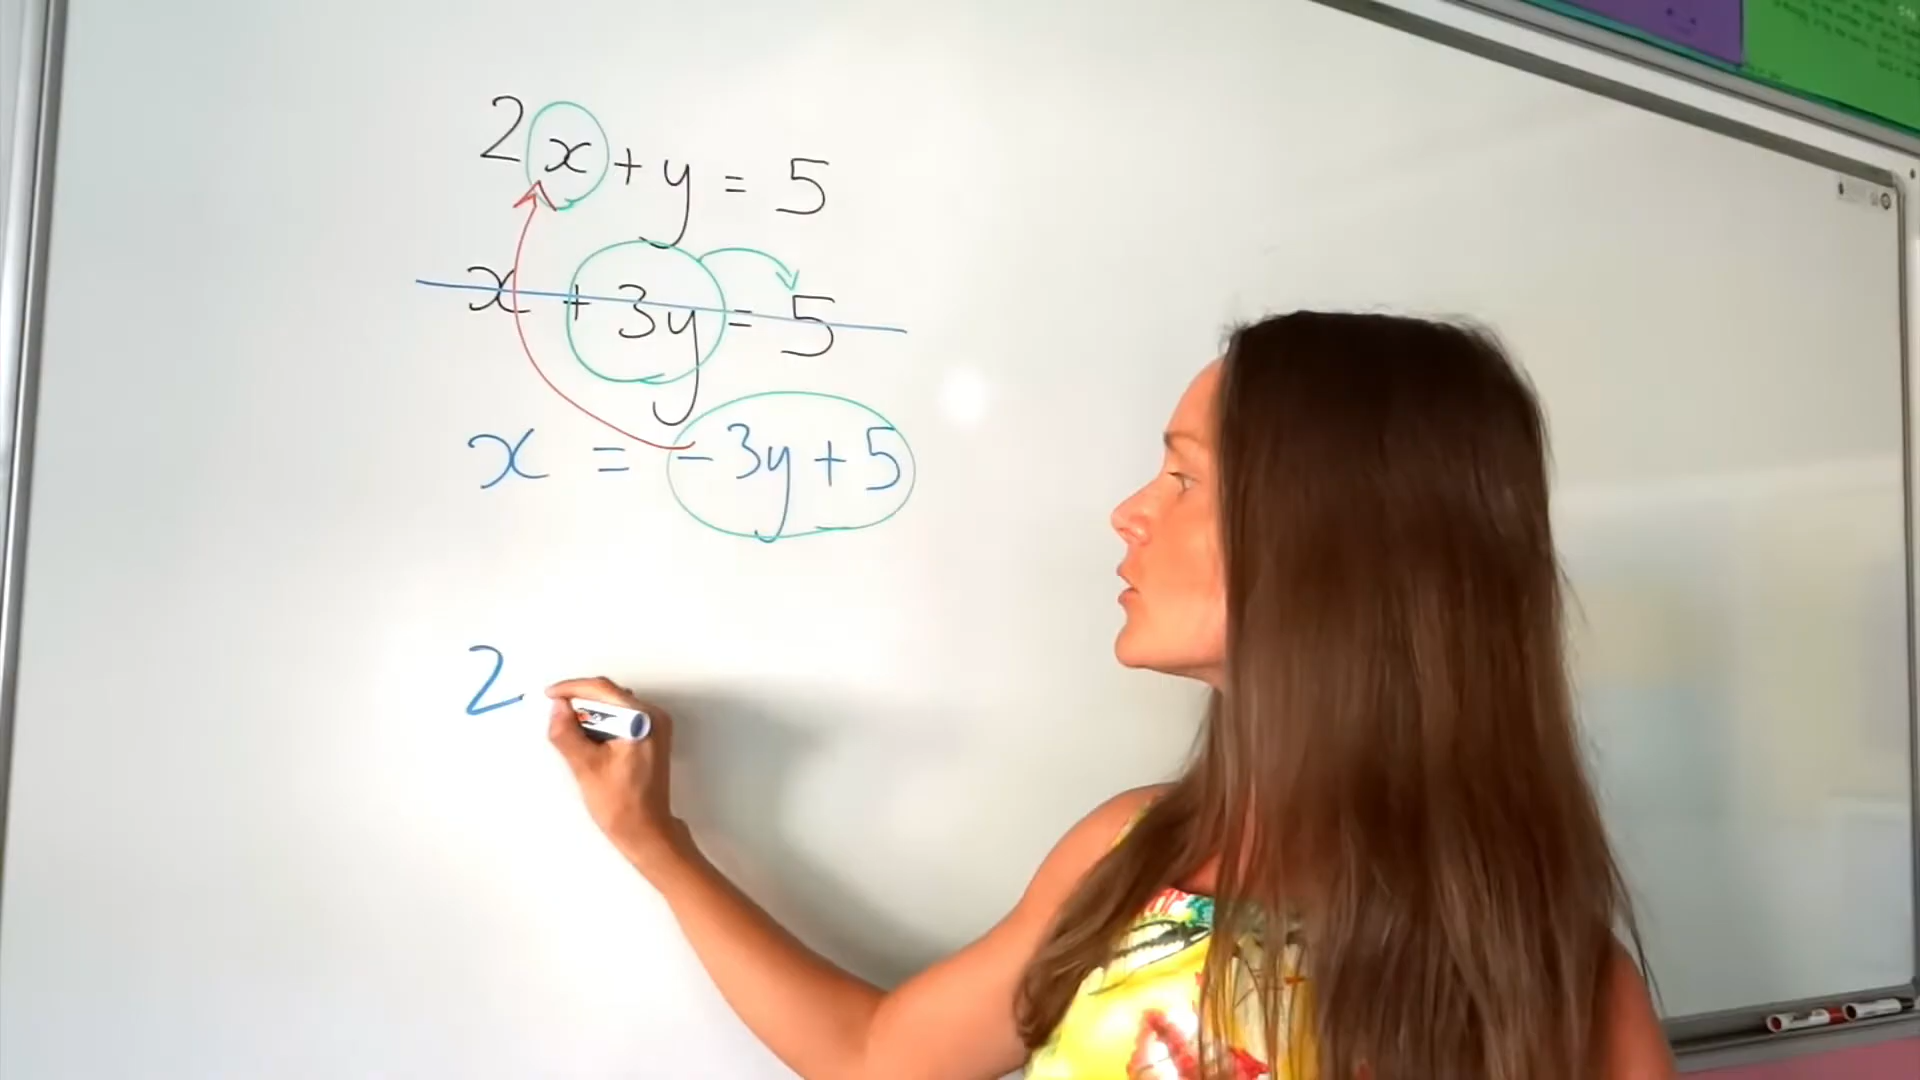 2x + y = 5
x + 3y = 5
x = -3y + 5
2